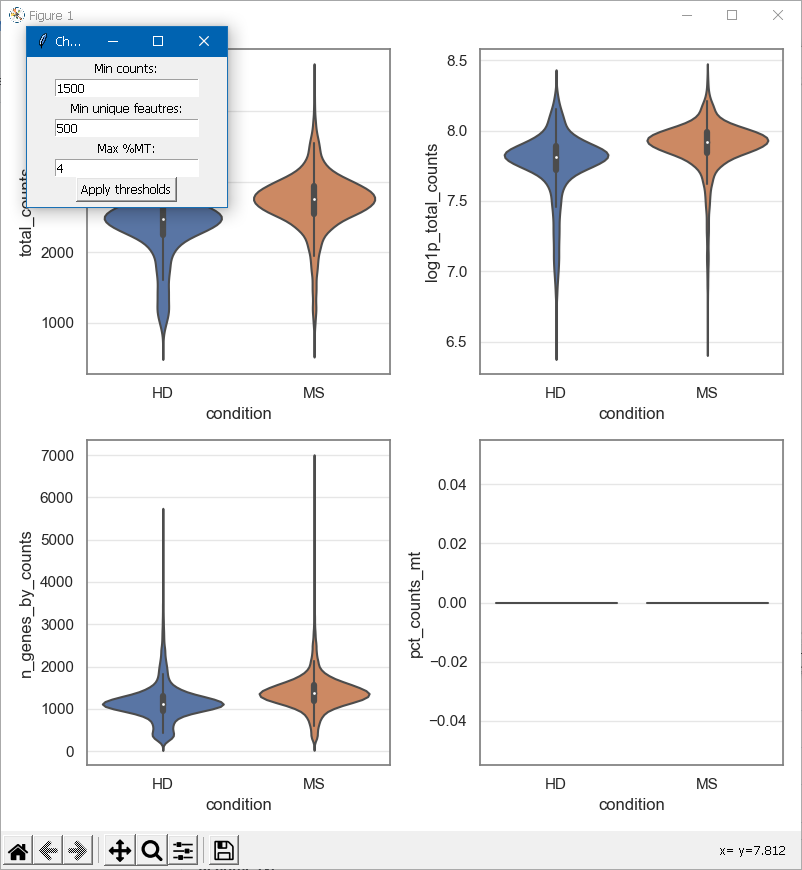 Figure 1
Ch...
Min counts:
1500
Min unique feautres:
500
Max %MT:
4
Apply thresholds
total_counts
2000
1000
HD
MS
condition
log1p_total_counts
8.5
8.0
7.5
7.0
6.5
HD
MS
condition
n_genes_by_counts
7000
6000
5000
4000
3000
2000
1000
0
HD
MS
condition
pct_counts_mt
0.04
0.02
0.00
−0.02
−0.04
HD
MS
condition
x= y=7.812